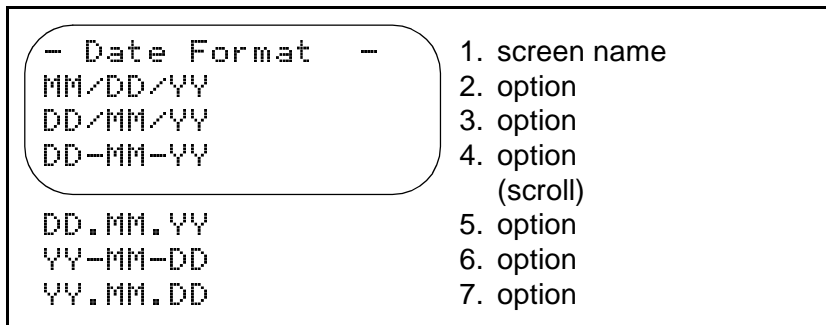 - Date Format - 1. screen name
MM/DD/YY 2. option
DD/MM/YY 3. option
DD-MM-YY 4. option
(scroll)
DD.MM.YY 5. option
YY-MM-DD 6. option
YY.MM.DD 7. option